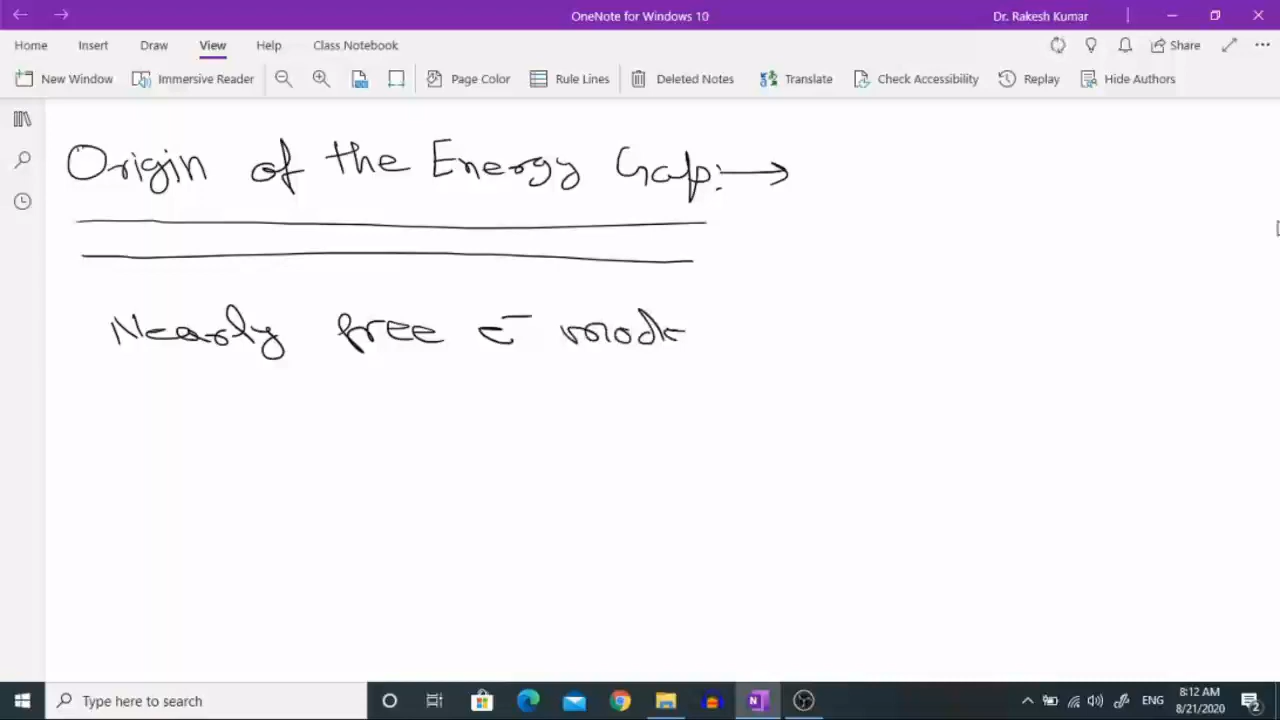 OneNote for Windows 10
Dr. Rakesh Kumar
Home Insert Draw View Help Class Notebook Share
New Window Immersive Reader Page Color Rule Lines Deleted Notes Translate Check Accessibility Replay Hide Authors
Origin of the Energy Gap:→
Nearly free e⁻ mode
Type here to search
ENG
8:12 AM
8/21/2020
2